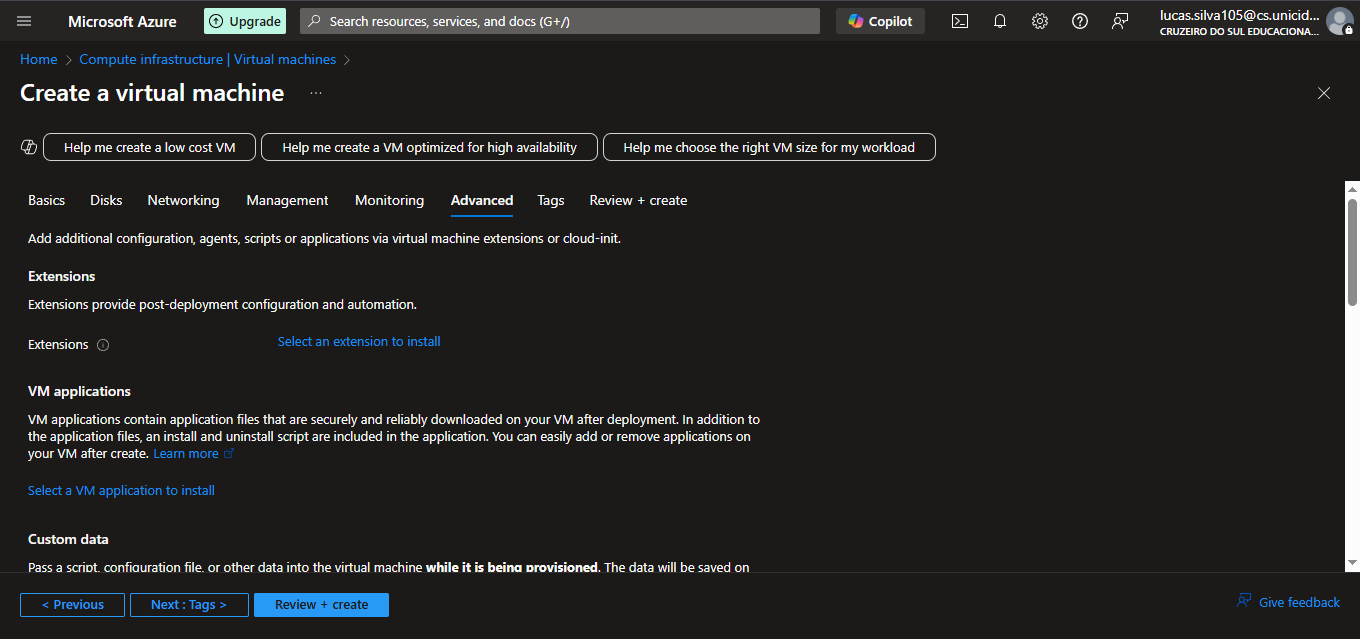 Microsoft Azure
Upgrade
Search resources, services, and docs (G+/)
Copilot
lucas.silva105@cs.unicid...
CRUZEIRO DO SUL EDUCACIONA...
Home > Compute infrastructure | Virtual machines >
Create a virtual machine ...
Help me create a low cost VM
Help me create a VM optimized for high availability
Help me choose the right VM size for my workload
Basics Disks Networking Management Monitoring Advanced Tags Review + create
Add additional configuration, agents, scripts or applications via virtual machine extensions or cloud-init.
Extensions
Extensions provide post-deployment configuration and automation.
Extensions
Select an extension to install
VM applications
VM applications contain application files that are securely and reliably downloaded on your VM after deployment. In addition to
the application files, an install and uninstall script are included in the application. You can easily add or remove applications on
your VM after create. Learn more
Select a VM application to install
Custom data
Pass a script, configuration file, or other data into the virtual machine while it is being provisioned. The data will be saved on
< Previous
Next : Tags >
Review + create
Give feedback